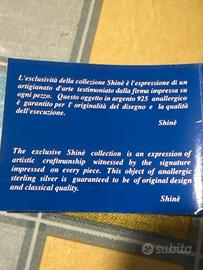 L'esclusività della collezione Shinè è l'espressione di un
artigianato d'arte testimoniato dalla firma impressa su
ogni pezzo. Questo oggetto in argento 925 anallergico
è garantito per l'originalità del disegno e la qualità
dell'esecuzione.
Shinè
The exclusive Shinè collection is an expression of
artistic craftmanship witnessed by the signature
impressed on every piece. This object of anallergic
sterling silver is guaranteed to be of original design
and classical quality.
Shinè
subito